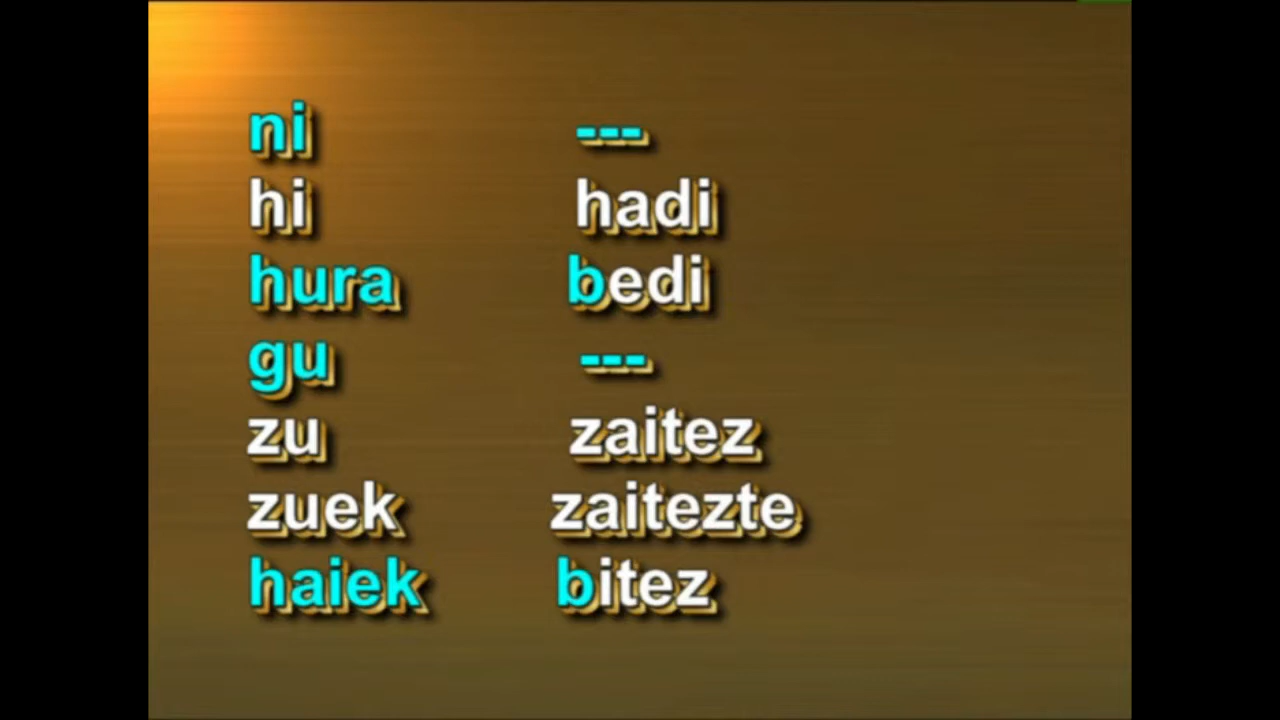 ni ---
hi hadi
hura bedi
gu ---
zu zaitez
zuek zaitezte
haiek bitez